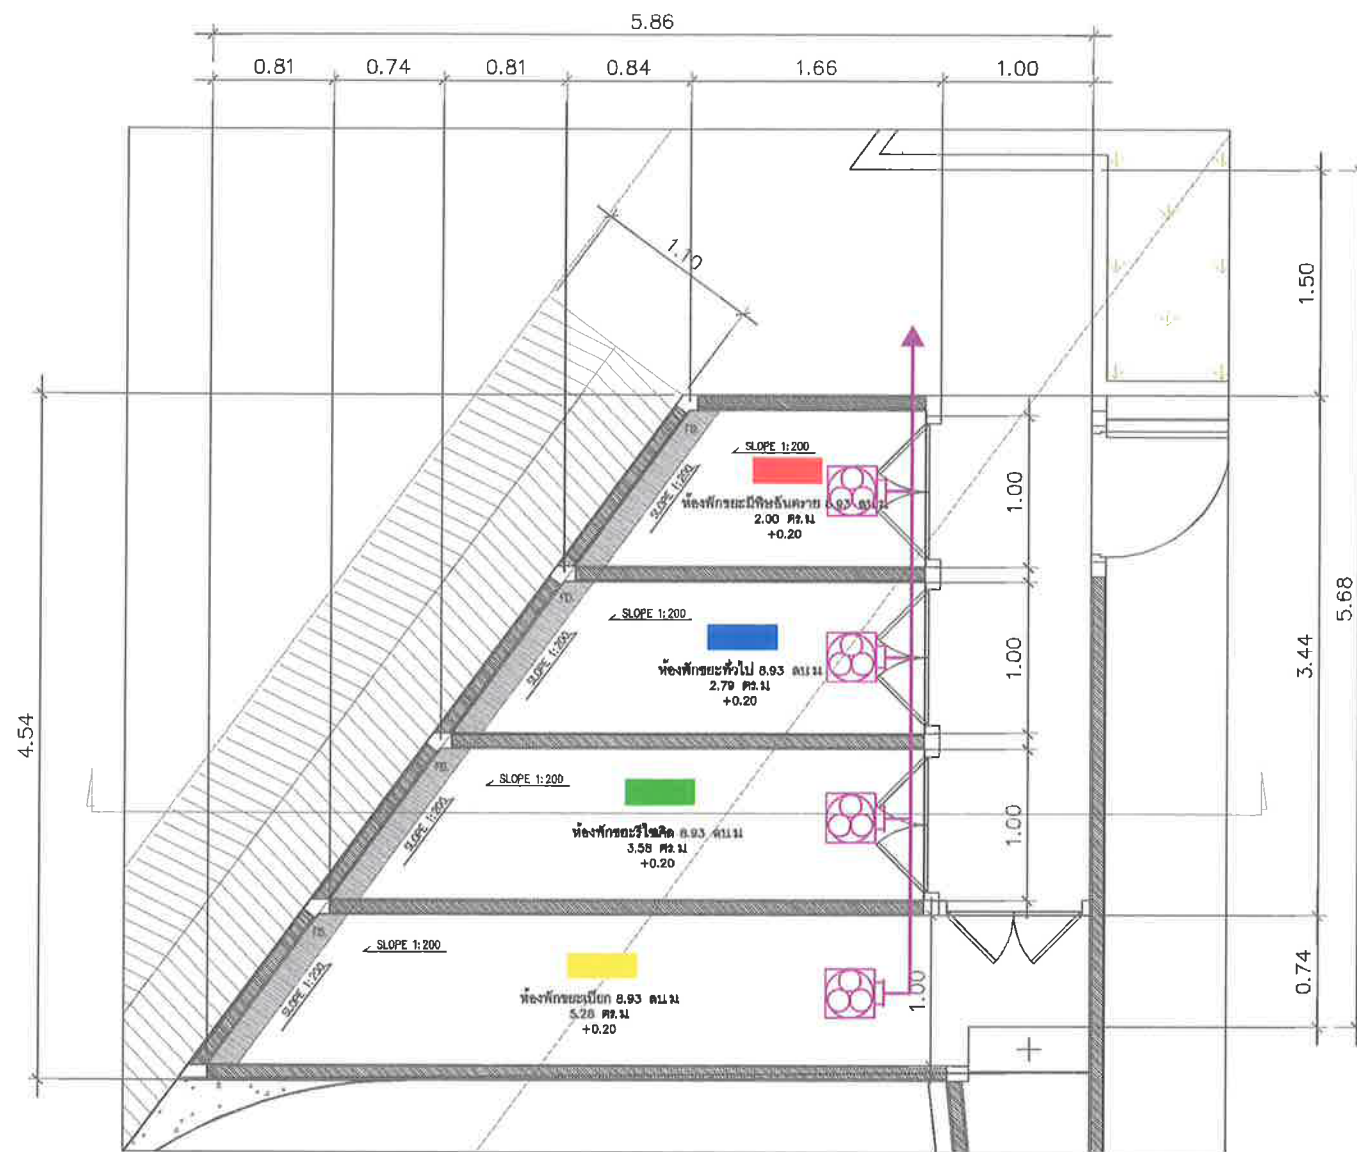 5.86
0.81 0.74 0.81 0.84 1.66 1.00
1.10
1.50
SLOPE 1:200
FD.
SLOPE 1:200
ห้องพักขยะมีพิษอันตราย 8.93 ลบ.ม
2.00 ตร.ม
+0.20
1.00
SLOPE 1:200
FD.
SLOPE 1:200
ห้องพักขยะทั่วไป 8.93 ลบ.ม
2.79 ตร.ม
+0.20
1.00
5.68
3.44
4.54
FD.
SLOPE 1:200
SLOPE 1:200
ห้องพักขยะรีไซเคิล 8.93 ลบ.ม
3.58 ตร.ม
+0.20
1.00
FD.
SLOPE 1:200
SLOPE 1:200
ห้องพักขยะเปียก 8.93 ลบ.ม
5.28 ตร.ม
+0.20
1.00
0.74